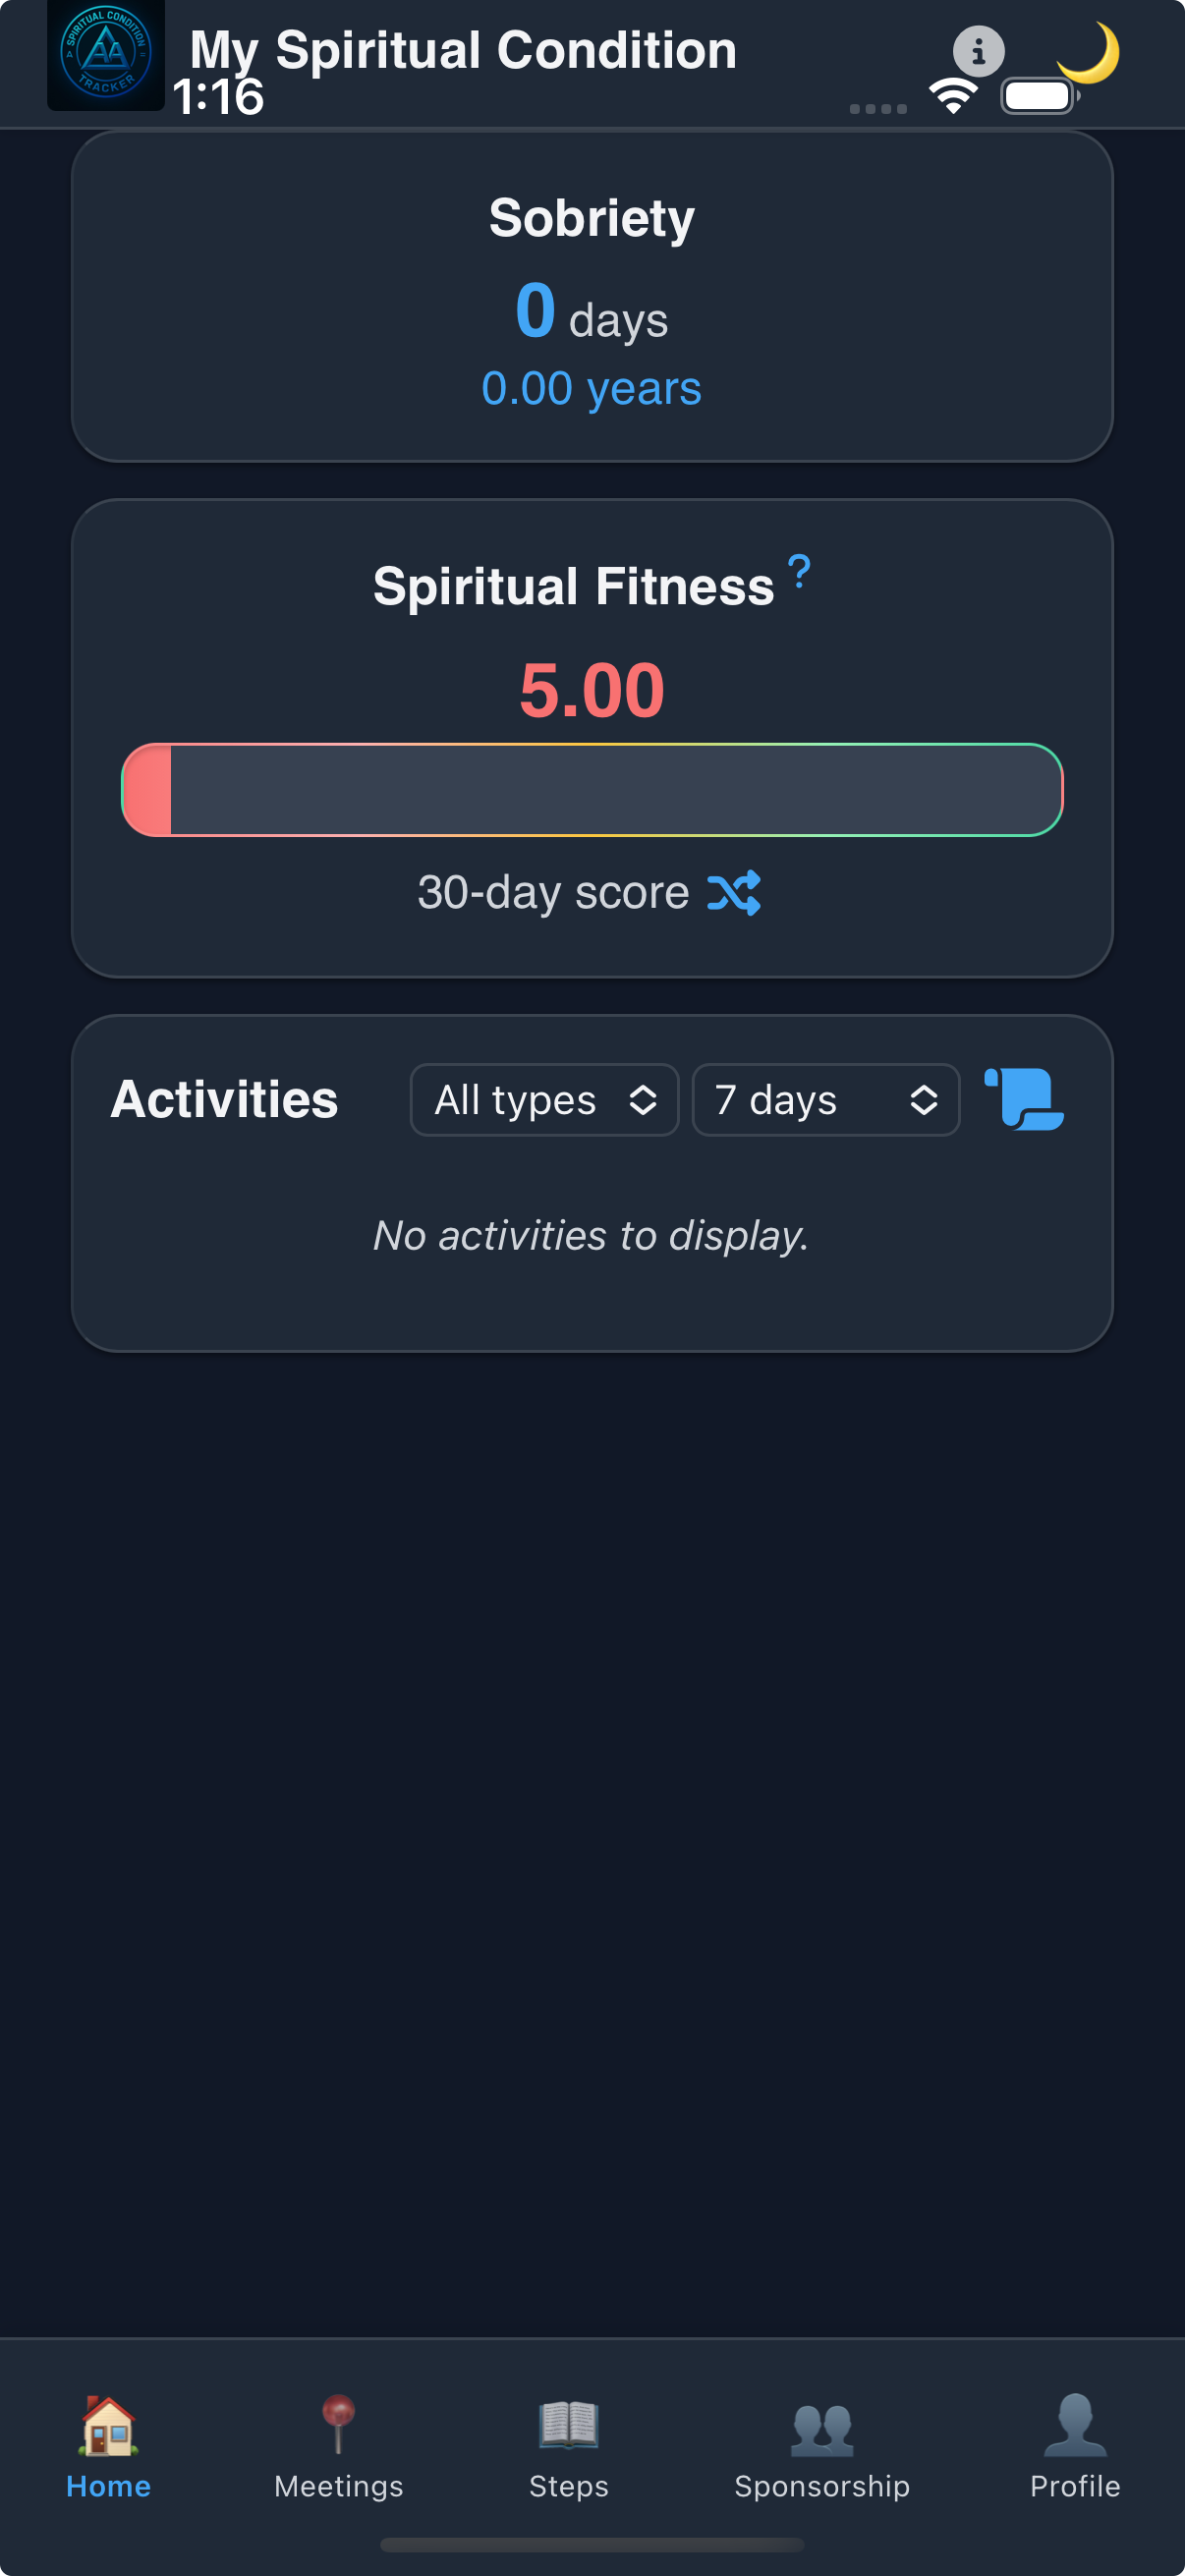 SPIRITUAL CONDITION
AA
TRACKER
My Spiritual Condition
1:16
Sobriety
0 days
0.00 years
Spiritual Fitness ?
5.00
30-day score
Activities
All types
7 days
No activities to display.
Home
Meetings
Steps
Sponsorship
Profile